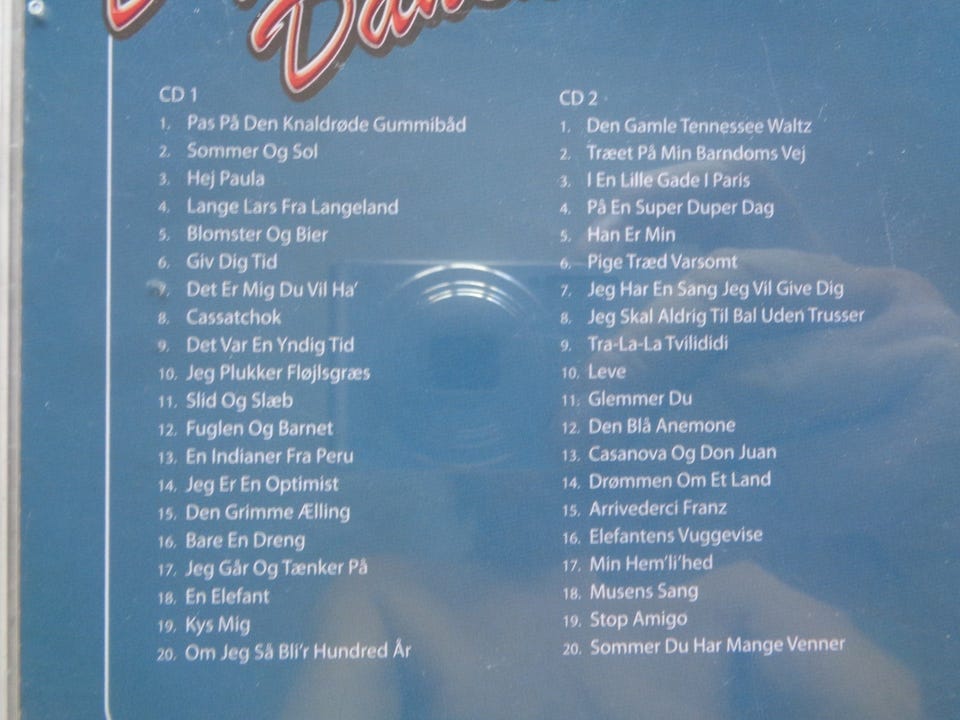 CD 1
1. Pas På Den Knaldrøde Gummibåd
2. Sommer Og Sol
3. Hej Paula
4. Lange Lars Fra Langeland
5. Blomster Og Bier
6. Giv Dig Tid
7. Det Er Mig Du Vil Ha'
8. Cassatchok
9. Det Var En Yndig Tid
10. Jeg Plukker Fløjlsgræs
11. Slid Og Slæb
12. Fuglen Og Barnet
13. En Indianer Fra Peru
14. Jeg Er En Optimist
15. Den Grimme Ælling
16. Bare En Dreng
17. Jeg Går Og Tænker På
18. En Elefant
19. Kys Mig
20. Om Jeg Så Bli'r Hundred År
CD 2
1. Den Gamle Tennessee Waltz
2. Træet På Min Barndoms Vej
3. I En Lille Gade I Paris
4. På En Super Duper Dag
5. Han Er Min
6. Pige Træd Varsomt
7. Jeg Har En Sang Jeg Vil Give Dig
8. Jeg Skal Aldrig Til Bal Uden Trusser
9. Tra-La-La Tvilididi
10. Leve
11. Glemmer Du
12. Den Blå Anemone
13. Casanova Og Don Juan
14. Drømmen Om Et Land
15. Arrivederci Franz
16. Elefantens Vuggevise
17. Min Hem'li'hed
18. Musens Sang
19. Stop Amigo
20. Sommer Du Har Mange Venner